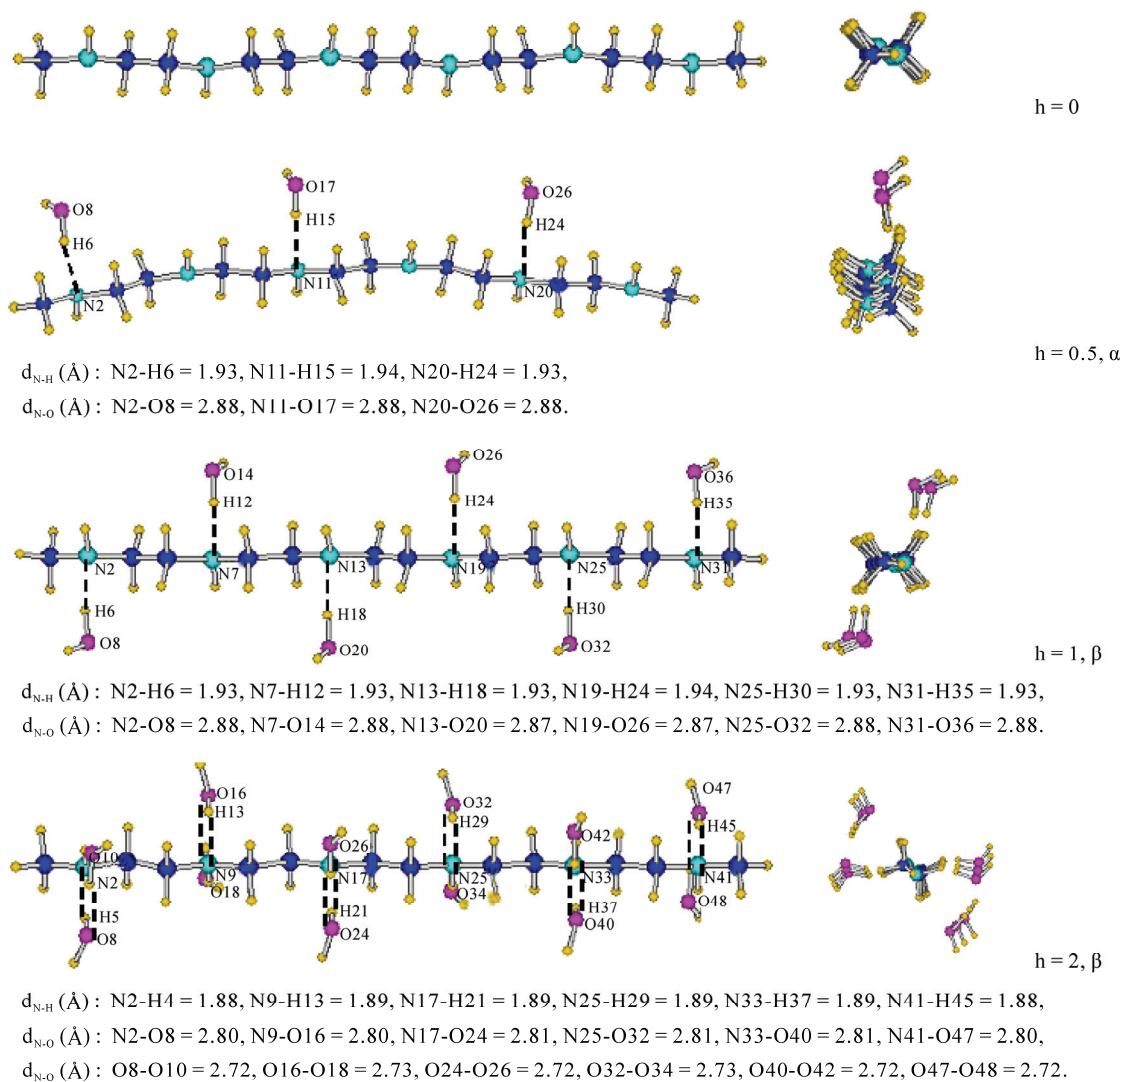 h = 0
O8
O17
O26
H6
H15
H24
N2
N11
N20
h = 0.5, α
d_N-H (Å) : N2-H6 = 1.93, N11-H15 = 1.94, N20-H24 = 1.93,
d_N-O (Å) : N2-O8 = 2.88, N11-O17 = 2.88, N20-O26 = 2.88.
O14
O26
O36
H12
H24
H35
N2
N7
N13
N19
N25
N31
H6
H18
H30
O8
O20
O32
h = 1, β
d_N-H (Å) : N2-H6 = 1.93, N7-H12 = 1.93, N13-H18 = 1.93, N19-H24 = 1.94, N25-H30 = 1.93, N31-H35 = 1.93,
d_N-O (Å) : N2-O8 = 2.88, N7-O14 = 2.88, N13-O20 = 2.87, N19-O26 = 2.87, N25-O32 = 2.88, N31-O36 = 2.88.
O16
O32
O47
H13
H29
H45
O10
O26
O42
N2
N9
N17
N25
N33
N41
O18
O34
O48
H5
H21
H37
O8
O24
O40
h = 2, β
d_N-H (Å) : N2-H4 = 1.88, N9-H13 = 1.89, N17-H21 = 1.89, N25-H29 = 1.89, N33-H37 = 1.89, N41-H45 = 1.88,
d_N-O (Å) : N2-O8 = 2.80, N9-O16 = 2.80, N17-O24 = 2.81, N25-O32 = 2.81, N33-O40 = 2.81, N41-O47 = 2.80,
d_N-O (Å) : O8-O10 = 2.72, O16-O18 = 2.73, O24-O26 = 2.72, O32-O34 = 2.73, O40-O42 = 2.72, O47-O48 = 2.72.